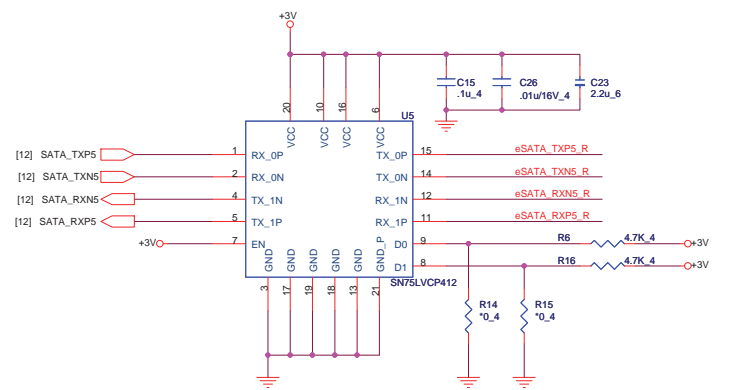 +3V
C15
.1u_4
C26
.01u/16V_4
C23
2.2u_6
20
10
16
6
U5
VCC
VCC
VCC
VCC
[12] SATA_TXP5
1
RX_0P
TX_0P
15
eSATA_TXP5_R
[12] SATA_TXN5
2
RX_0N
TX_0N
14
eSATA_TXN5_R
[12] SATA_RXN5
4
TX_1N
RX_1N
12
eSATA_RXN5_R
[12] SATA_RXP5
5
TX_1P
RX_1P
11
eSATA_RXP5_R
+3V
7
EN
D0
9
R6
4.7K_4
+3V
D1
8
R16
4.7K_4
+3V
GND
GND
GND
GND
GND
GND_P
SN75LVCP412
3
17
19
18
13
21
R14
*0_4
R15
*0_4